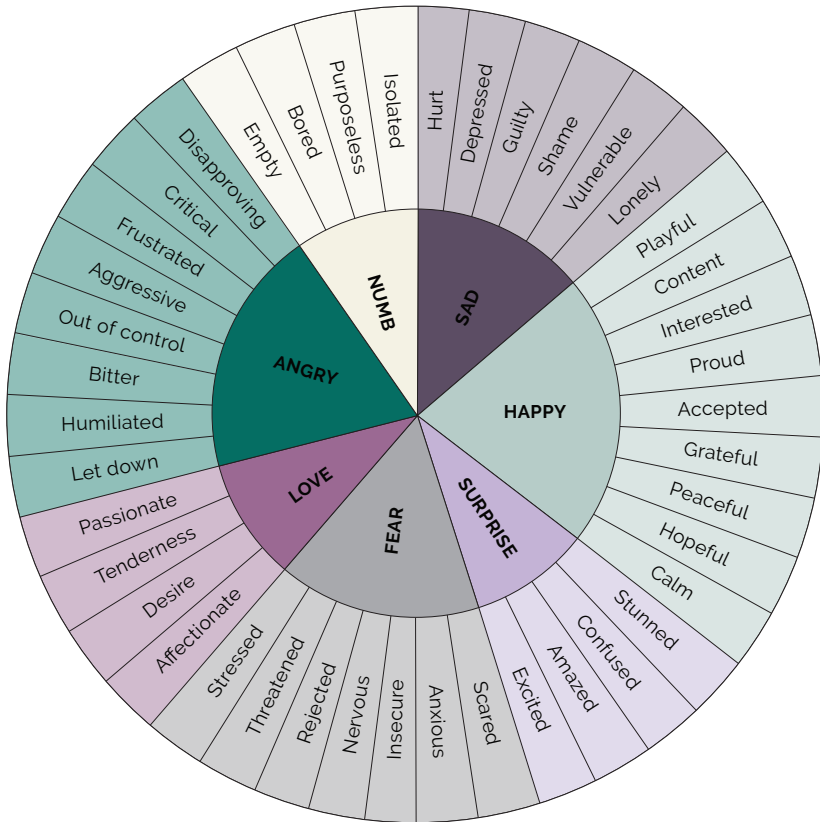 SAD
Hurt
Depressed
Guilty
Shame
Vulnerable
Lonely
HAPPY
Playful
Content
Interested
Proud
Accepted
Grateful
Peaceful
Hopeful
Calm
SURPRISE
Stunned
Confused
Amazed
Excited
FEAR
Scared
Anxious
Insecure
Nervous
Rejected
Threatened
Stressed
LOVE
Affectionate
Desire
Tenderness
Passionate
ANGRY
Let down
Humiliated
Bitter
Out of control
Aggressive
Frustrated
Critical
Disapproving
NUMB
Empty
Bored
Purposeless
Isolated